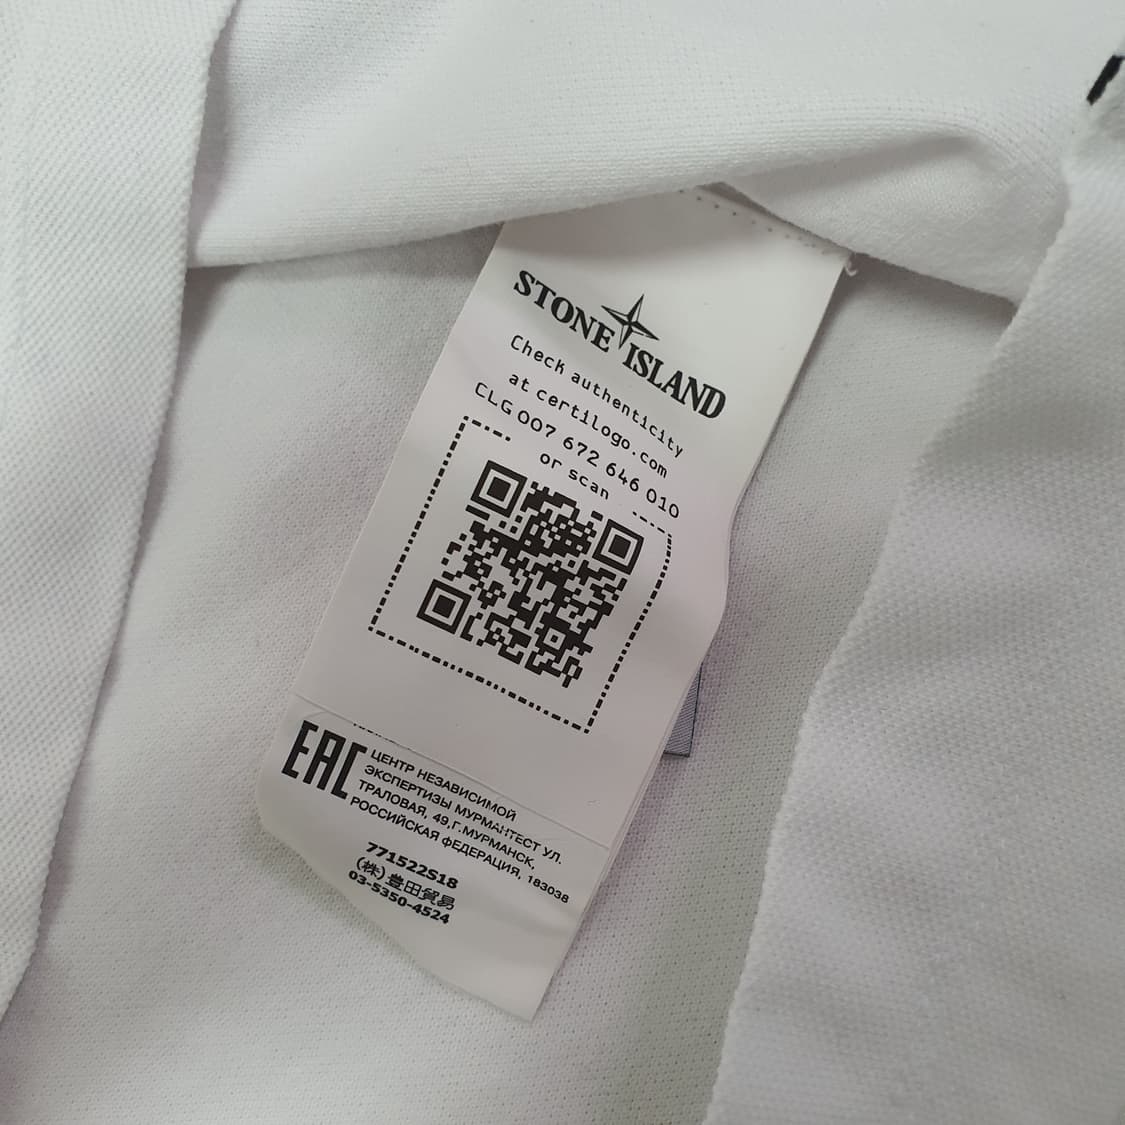 STONE ISLAND
Check authenticity
at certilogo.com
CLG 007 672 646 010
or scan
EAC
ЦЕНТР НЕЗАВИСИМОЙ
ЭКСПЕРТИЗЫ МУРМАНТЕСТ УЛ.
ТРАЛОВАЯ, 49,Г.МУРМАНСК,
РОССИЙСКАЯ ФЕДЕРАЦИЯ, 183038
771522S18
(株)豊田貿易
03-5350-4524